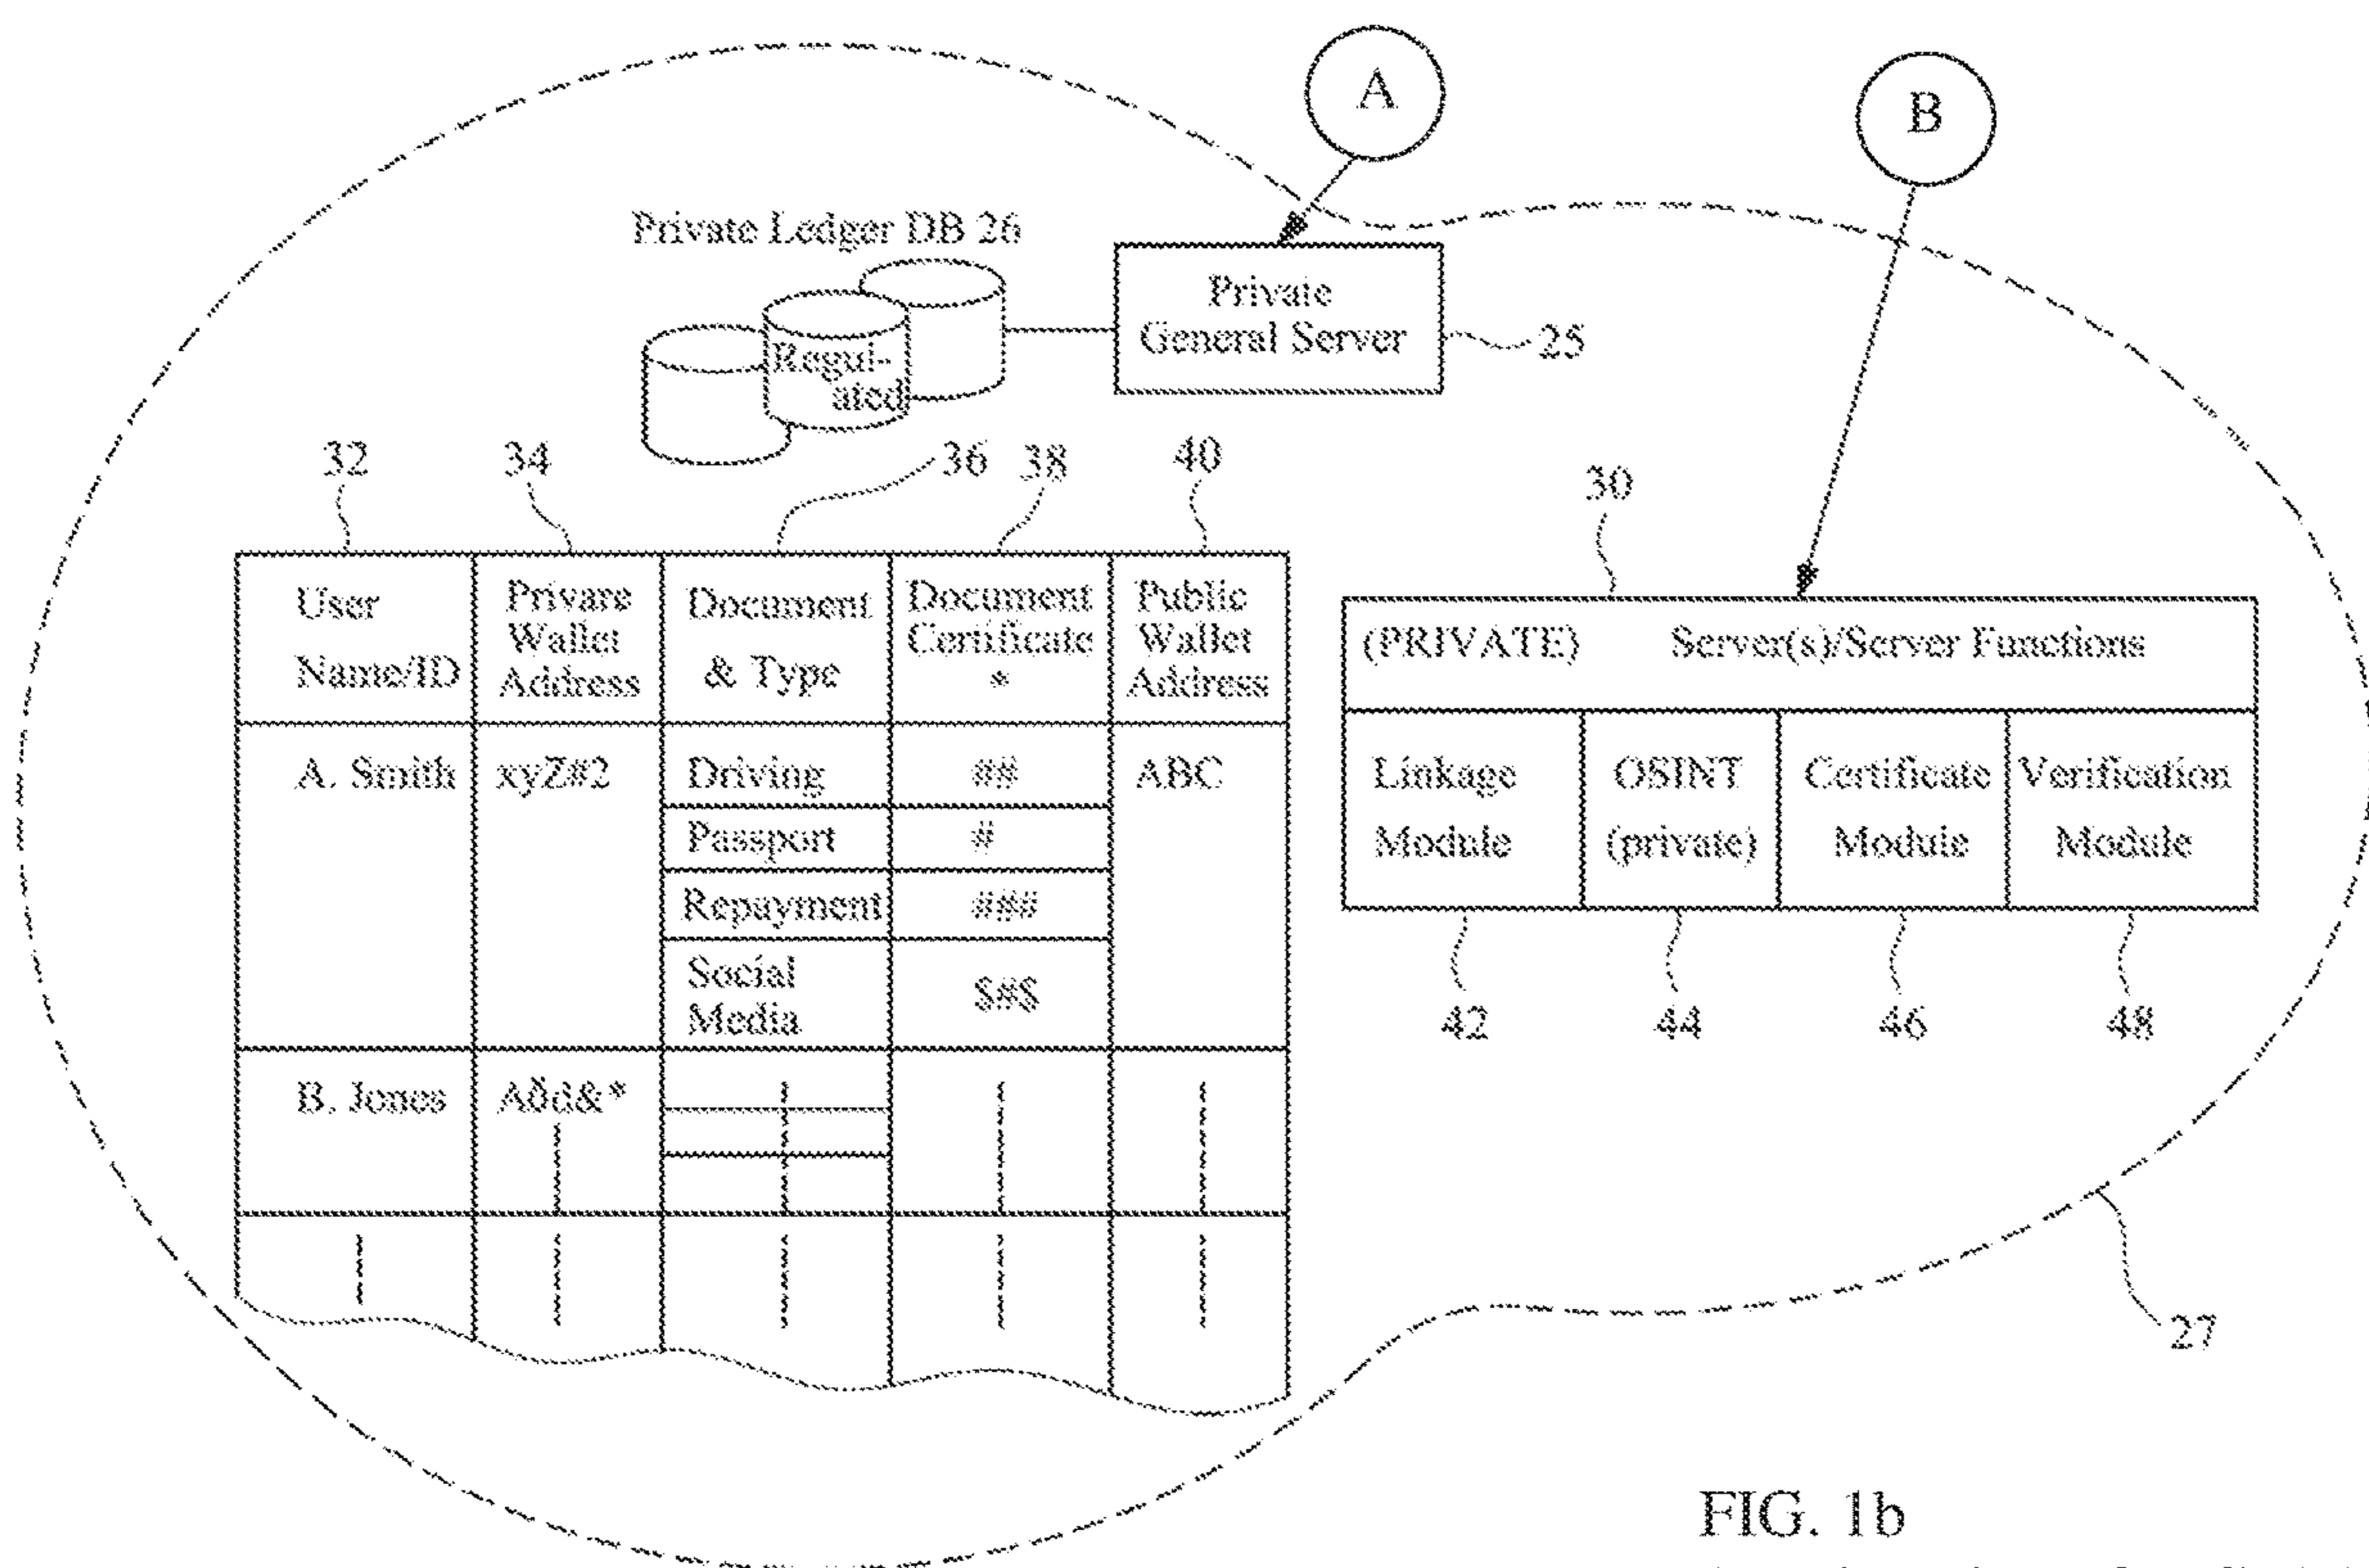 A
B
Private Ledger DB 26
Private
General Server
25
Regul-
ated
32
34
36
38
40
30
User
Name/ID
Privare
Wallet
Address
Document
& Type
Document
Certificate
*
Public
Wallet
Address
(PRIVATE) Server(s)/Server Functions
A. Smith
xyZ#2
Driving
##
ABC
Passport
#
Repayment
###
Social
Media
$#$
Linkage
Module
OSINT
(private)
Certificate
Module
Verification
Module
42
44
46
48
B. Jones
Aðd&*
27
FIG. 1b